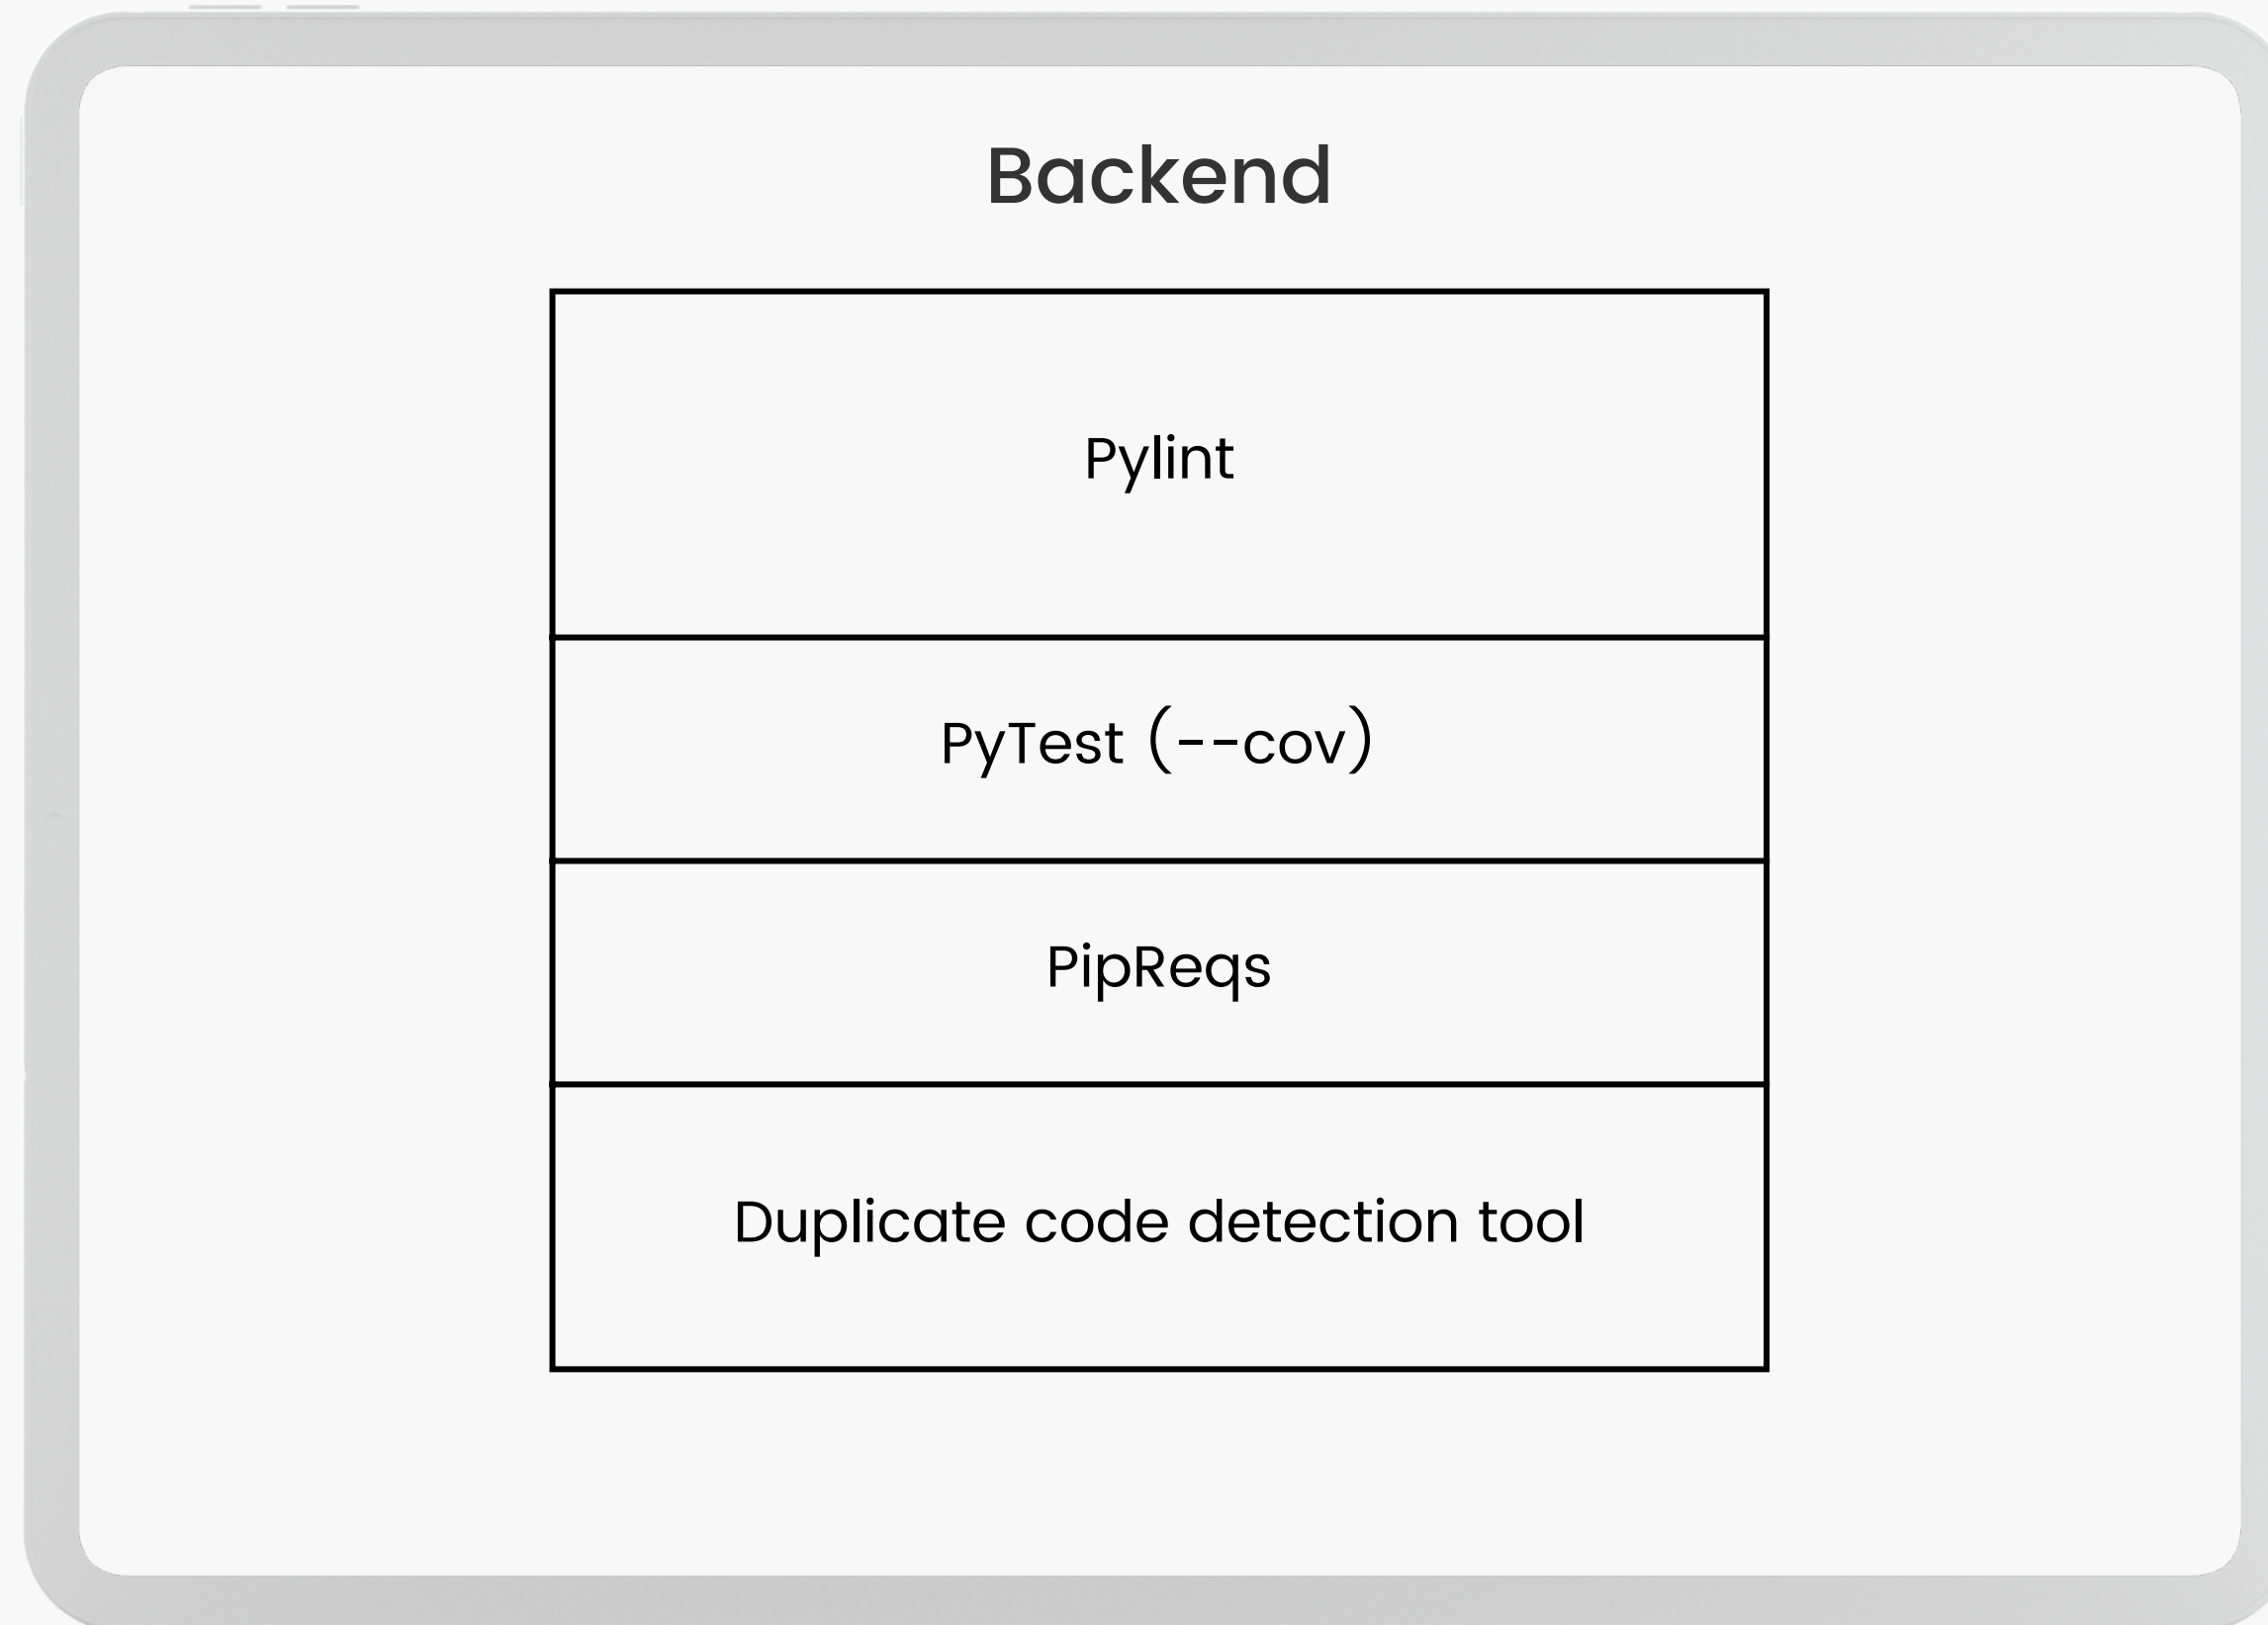 Backend
Pylint
PyTest (--cov)
PipReqs
Duplicate code detection tool